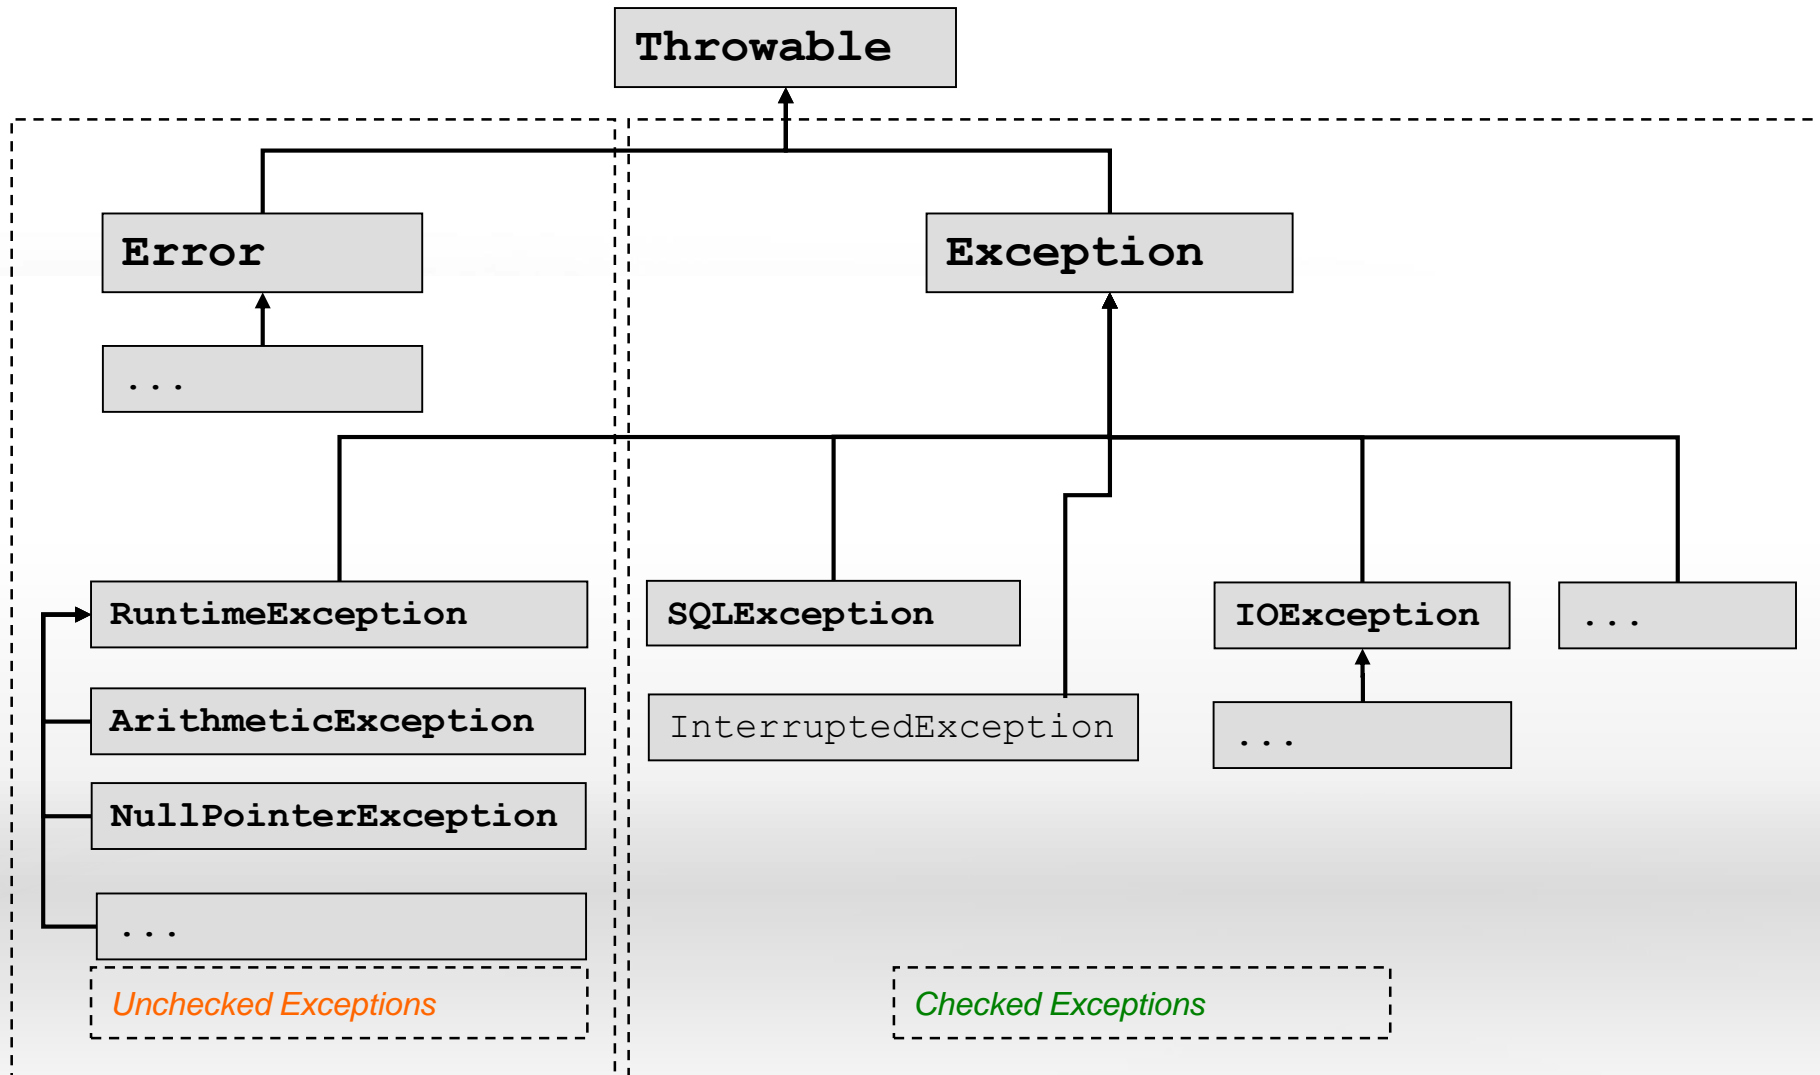 Throwable
Error
Exception
...
RuntimeException
SQLException
IOException
...
ArithmeticException
InterruptedException
...
NullPointerException
...
Unchecked Exceptions
Checked Exceptions